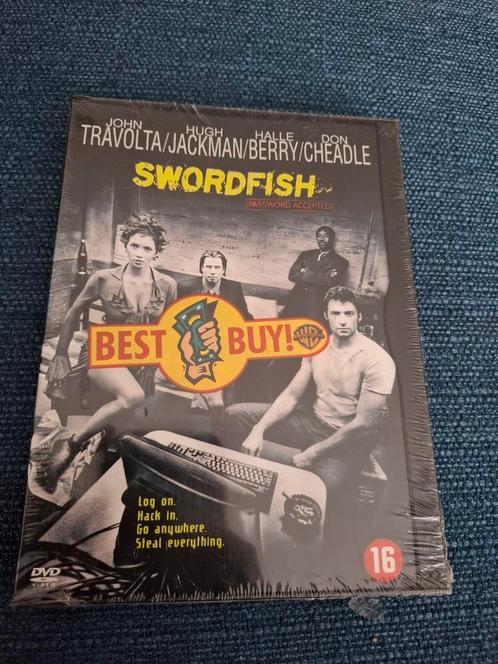 JOHN HUGH HALLE DON
TRAVOLTA/JACKMAN/BERRY/CHEADLE
SWORDFISH
PASSWORD ACCEPTED
BEST BUY!
Log on.
Hack in.
Go anywhere.
Steal everything.
DVD
VIDEO
16